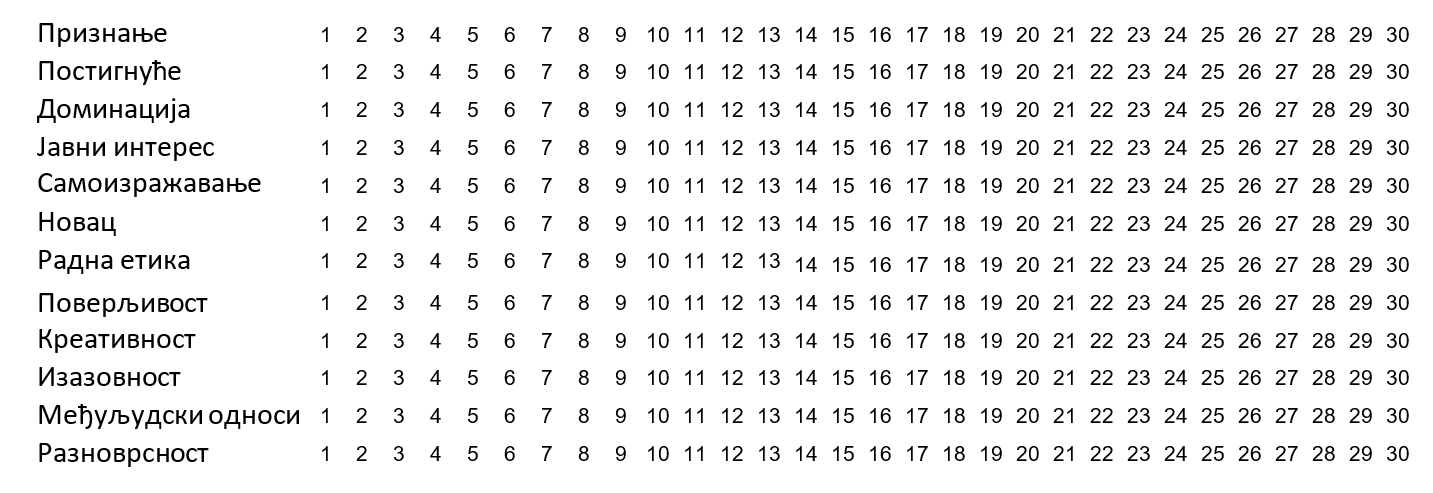 Признање 1 2 3 4 5 6 7 8 9 10 11 12 13 14 15 16 17 18 19 20 21 22 23 24 25 26 27 28 29 30
Постигнуће 1 2 3 4 5 6 7 8 9 10 11 12 13 14 15 16 17 18 19 20 21 22 23 24 25 26 27 28 29 30
Доминација 1 2 3 4 5 6 7 8 9 10 11 12 13 14 15 16 17 18 19 20 21 22 23 24 25 26 27 28 29 30
Јавни интерес 1 2 3 4 5 6 7 8 9 10 11 12 13 14 15 16 17 18 19 20 21 22 23 24 25 26 27 28 29 30
Самоизражавање 1 2 3 4 5 6 7 8 9 10 11 12 13 14 15 16 17 18 19 20 21 22 23 24 25 26 27 28 29 30
Новац 1 2 3 4 5 6 7 8 9 10 11 12 13 14 15 16 17 18 19 20 21 22 23 24 25 26 27 28 29 30
Радна етика 1 2 3 4 5 6 7 8 9 10 11 12 13 14 15 16 17 18 19 20 21 22 23 24 25 26 27 28 29 30
Поверљивост 1 2 3 4 5 6 7 8 9 10 11 12 13 14 15 16 17 18 19 20 21 22 23 24 25 26 27 28 29 30
Креативност 1 2 3 4 5 6 7 8 9 10 11 12 13 14 15 16 17 18 19 20 21 22 23 24 25 26 27 28 29 30
Изазовност 1 2 3 4 5 6 7 8 9 10 11 12 13 14 15 16 17 18 19 20 21 22 23 24 25 26 27 28 29 30
Међуљудски односи 1 2 3 4 5 6 7 8 9 10 11 12 13 14 15 16 17 18 19 20 21 22 23 24 25 26 27 28 29 30
Разноврсност 1 2 3 4 5 6 7 8 9 10 11 12 13 14 15 16 17 18 19 20 21 22 23 24 25 26 27 28 29 30